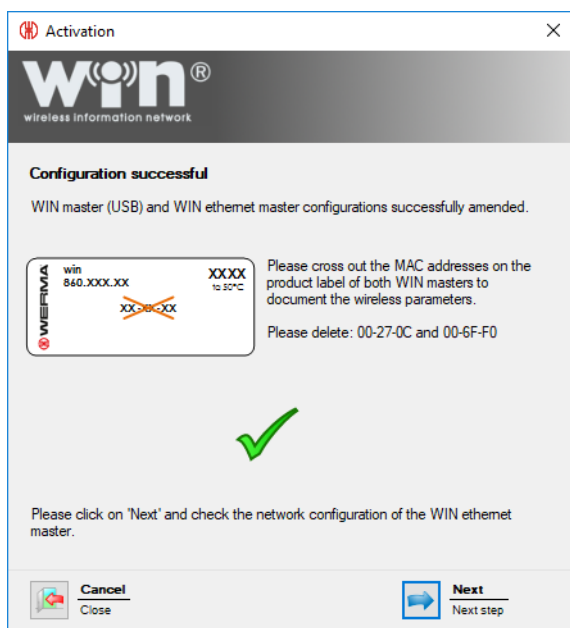 Activation
WIN®
wireless information network
Configuration successful
WIN master (USB) and WIN ethernet master configurations successfully amended.
WERMA
win
860.XXX.XX
XXXX
to 50°C
XX-XX-XX
Please cross out the MAC addresses on the
product label of both WIN masters to
document the wireless parameters.
Please delete: 00-27-0C and 00-6F-F0
Please click on 'Next' and check the network configuration of the WIN ethernet
master.
Cancel
Close
Next
Next step